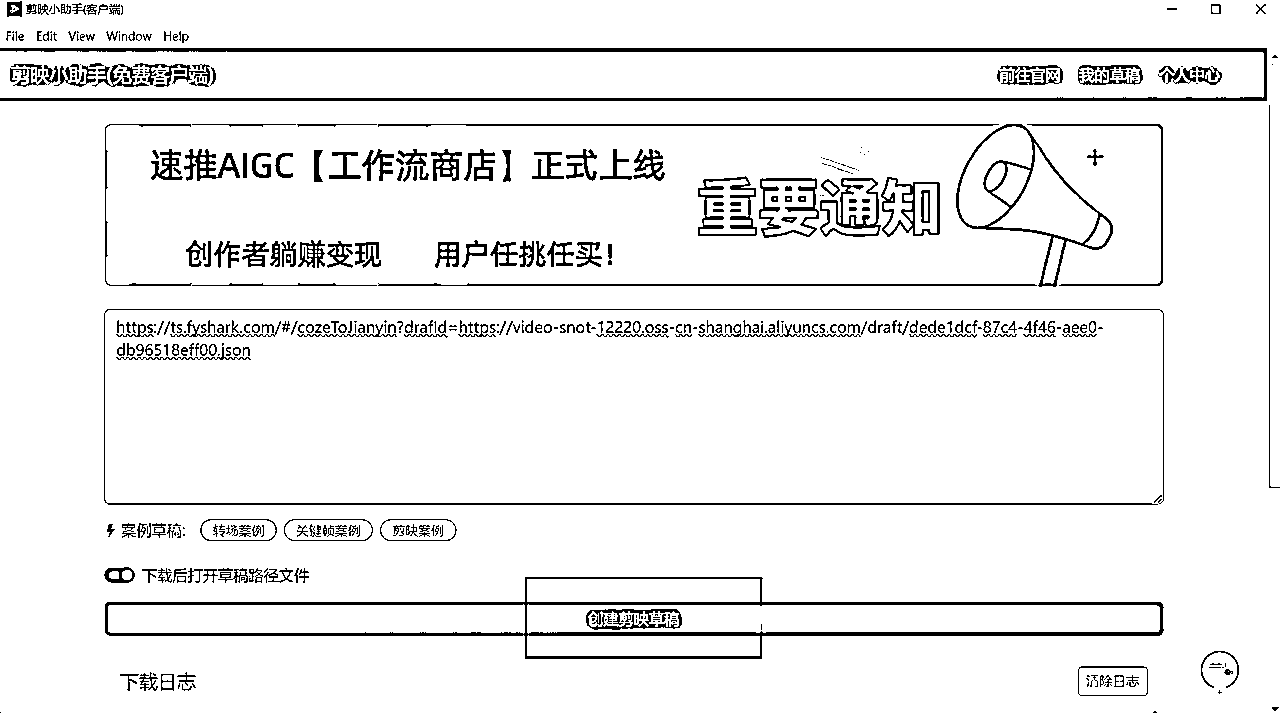 剪映小助手(客户端)
File Edit View Window Help
剪映小助手(免费客户端)
前往官网 我的草稿 个人中心
速推AIGC【工作流商店】正式上线
重要通知
创作者躺赚变现 用户任挑任买!
https://ts.fyshark.com/#/cozeToJianyin?drafId=https://video-snot-12220.oss-cn-shanghai.aliyuncs.com/draft/dede1dcf-87c4-4f46-aee0-
db96518eff00.json
案例草稿: 转场案例 关键帧案例 剪映案例
下载后打开草稿路径文件
创建剪映草稿
下载日志
清除日志